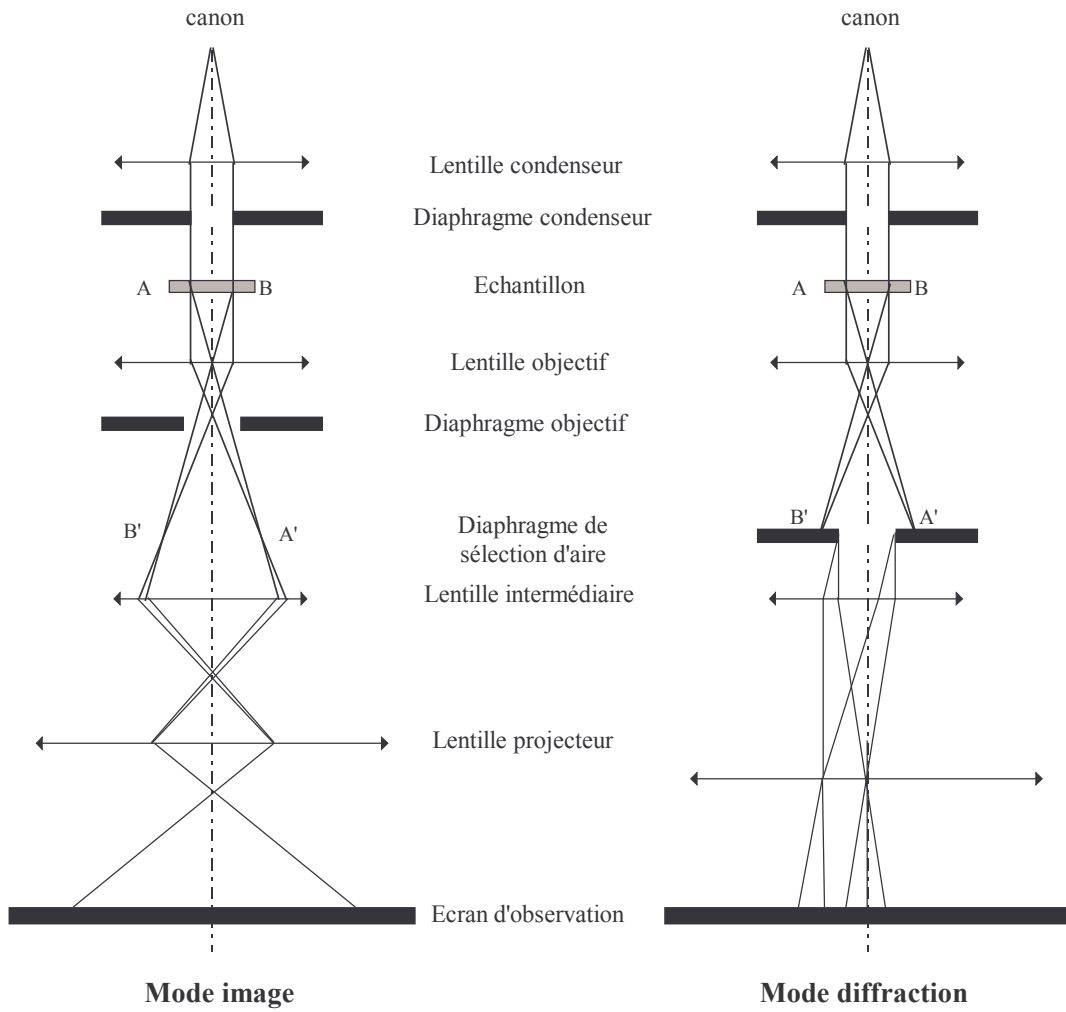 canon
canon
Lentille condenseur
Diaphragme condenseur
A
B
Echantillon
A
B
Lentille objectif
Diaphragme objectif
B'
A'
Diaphragme de
sélection d'aire
B'
A'
Lentille intermédiaire
Lentille projecteur
Ecran d'observation
Mode image
Mode diffraction